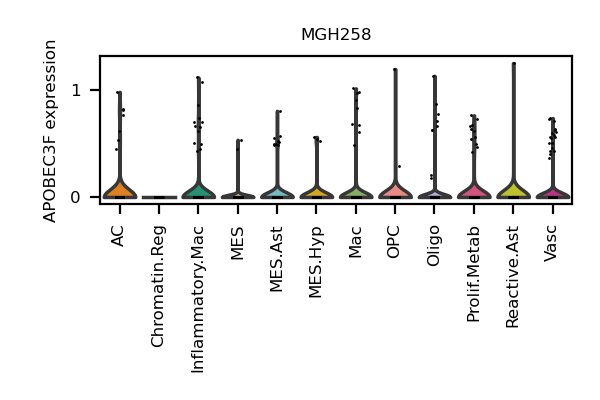 MGH258
APOBEC3F expression
1
0
AC
Chromatin.Reg
Inflammatory.Mac
MES
MES.Ast
MES.Hyp
Mac
OPC
Oligo
Prolif.Metab
Reactive.Ast
Vasc